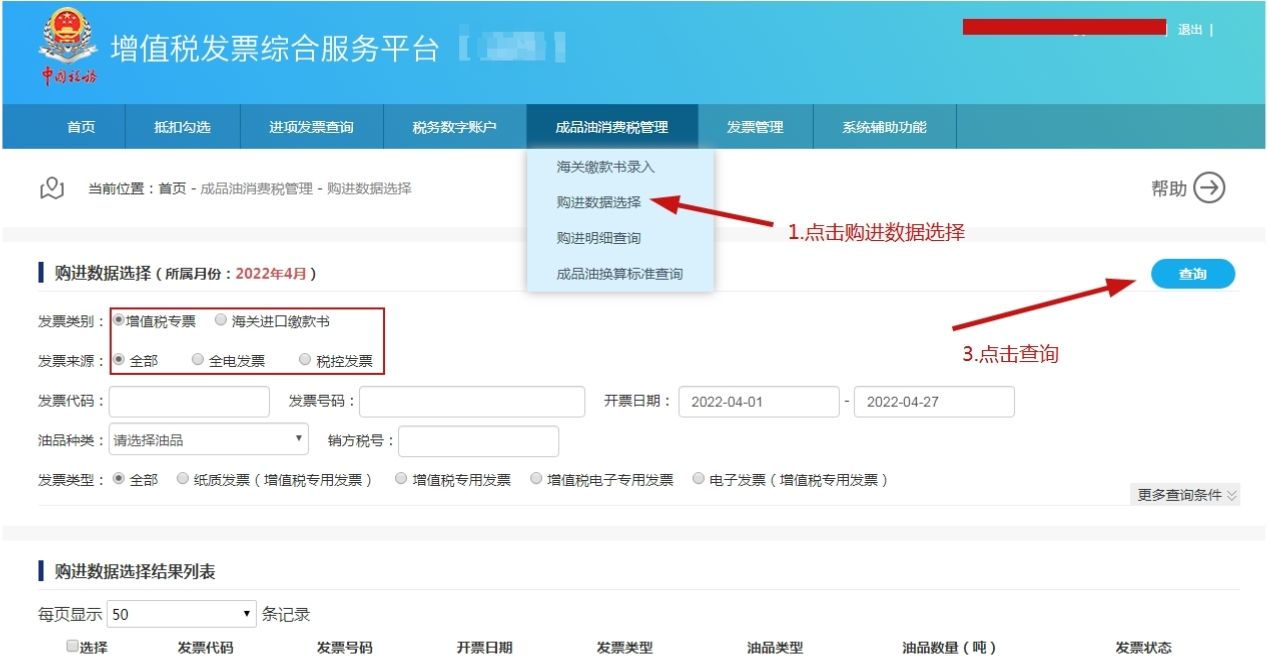 中国税务
增值税发票综合服务平台
退出 |
首页 抵扣勾选 进项发票查询 税务数字账户 成品油消费税管理 发票管理 系统辅助功能
海关缴款书录入
购进数据选择
购进明细查询
成品油换算标准查询
当前位置：首页 - 成品油消费税管理 - 购进数据选择
帮助
1.点击购进数据选择
购进数据选择（所属月份：2022年4月）
查询
发票类别： 增值税专票 海关进口缴款书
发票来源： 全部 全电发票 税控发票
3.点击查询
发票代码： 发票号码： 开票日期： 2022-04-01 - 2022-04-27
油品种类： 请选择油品 销方税号：
发票类型： 全部 纸质发票（增值税专用发票） 增值税专用发票 增值税电子专用发票 电子发票（增值税专用发票）
更多查询条件
购进数据选择结果列表
每页显示 50 条记录
选择 发票代码 发票号码 开票日期 发票类型 油品类型 油品数量（吨） 发票状态